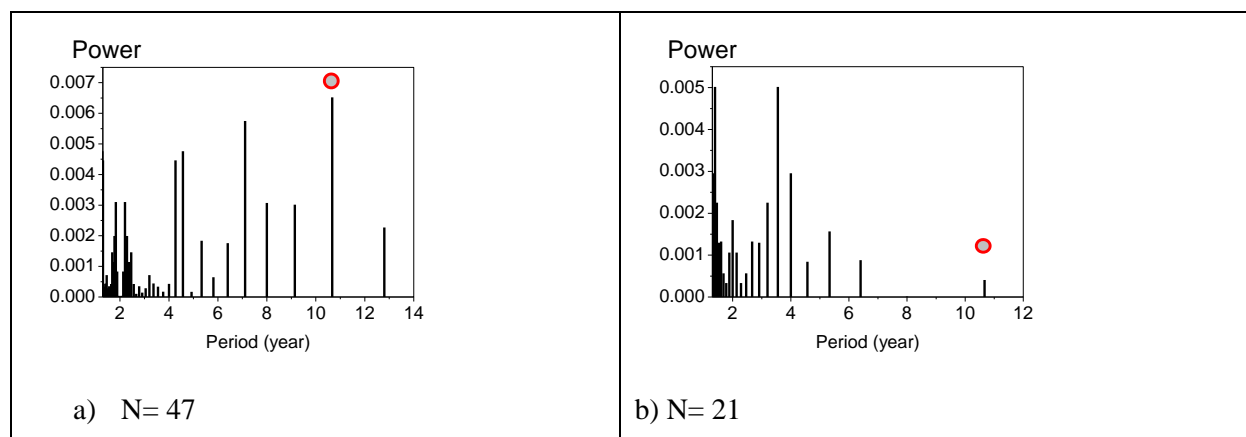 Power
0.007
0.006
0.005
0.004
0.003
0.002
0.001
0.000
2 4 6 8 10 12 14
Period (year)
a) N= 47
Power
0.005
0.004
0.003
0.002
0.001
0.000
2 4 6 8 10 12
Period (year)
b) N= 21